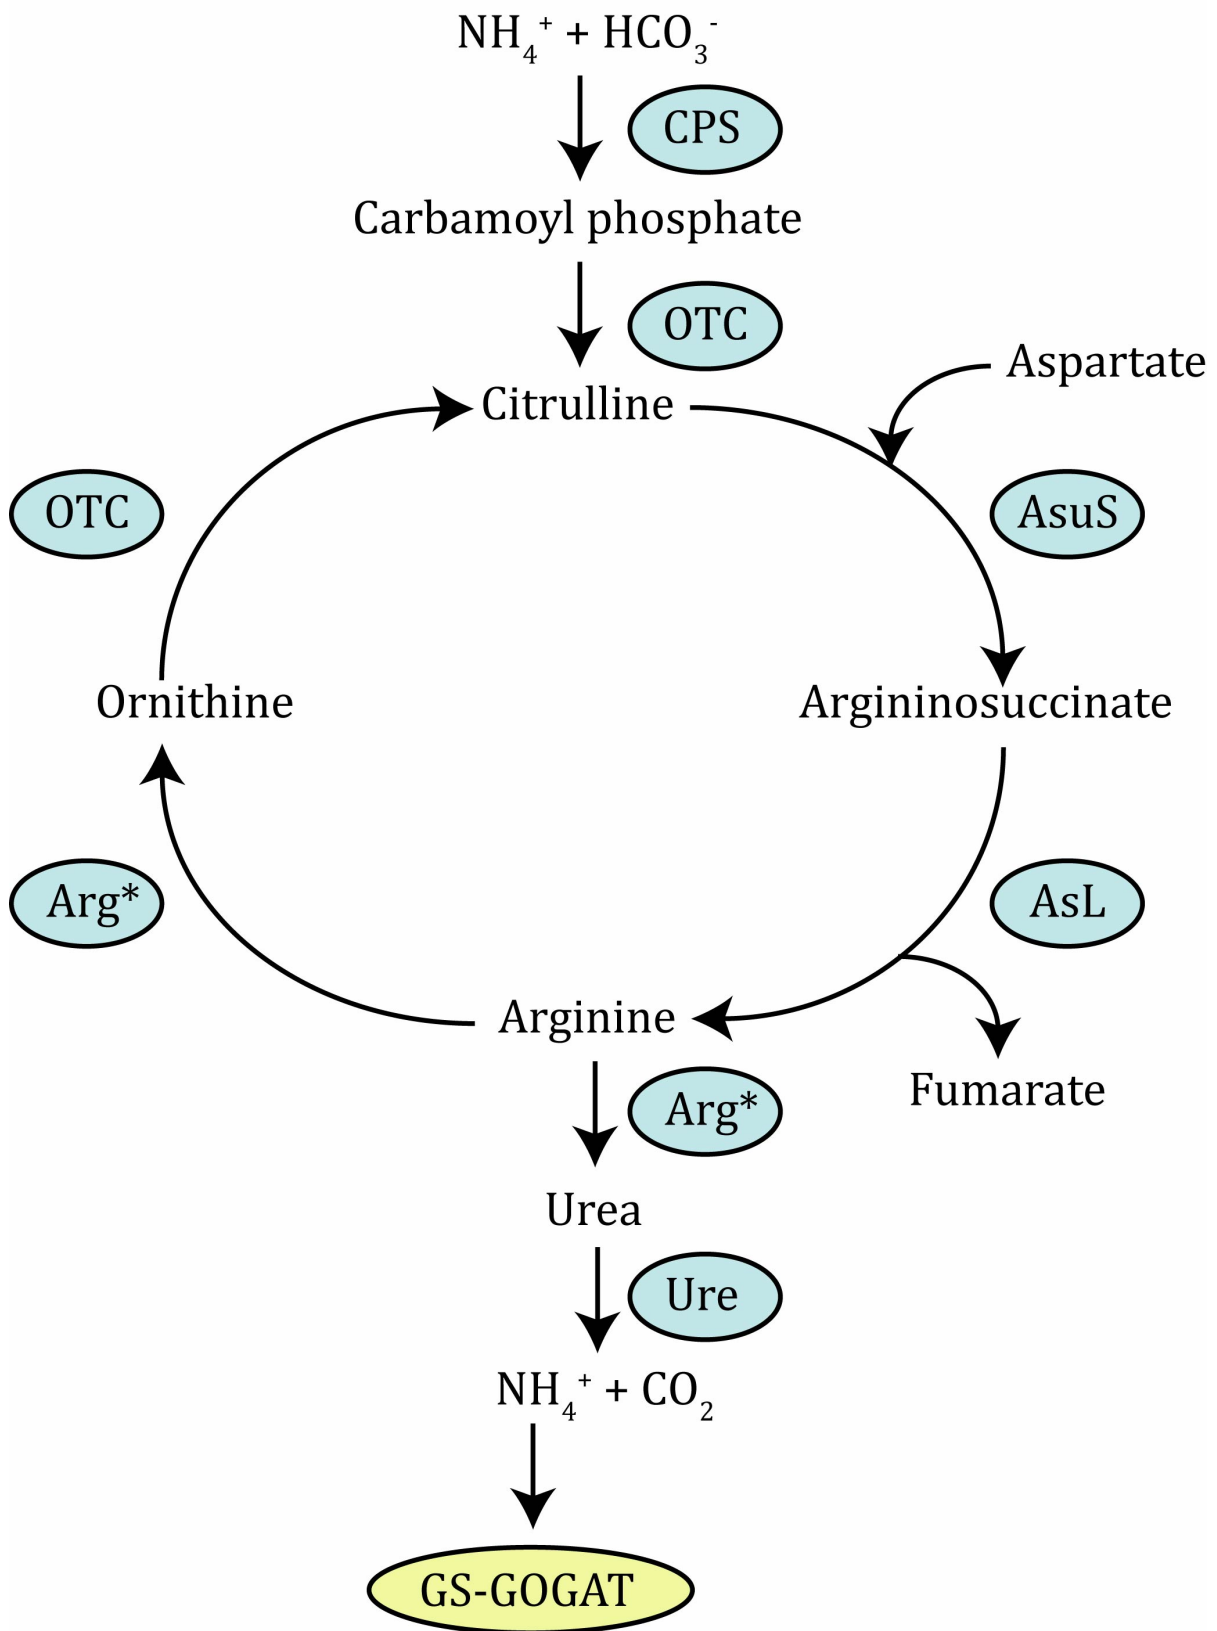 NH₄⁺ + HCO₃⁻
CPS
Carbamoyl phosphate
OTC
Aspartate
Citrulline
OTC
AsuS
Ornithine
Argininosuccinate
Arg*
AsL
Arginine
Fumarate
Arg*
Urea
Ure
NH₄⁺ + CO₂
GS-GOGAT